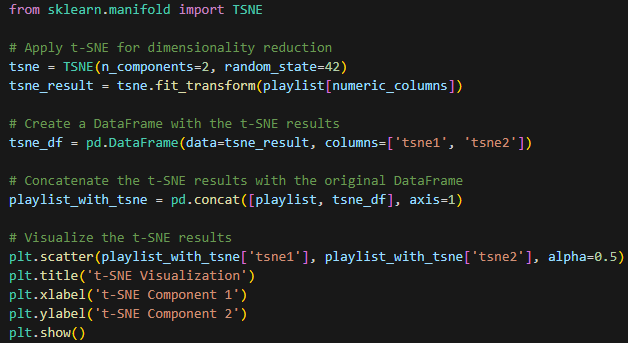 from sklearn.manifold import TSNE
# Apply t-SNE for dimensionality reduction
tsne = TSNE(n_components=2, random_state=42)
tsne_result = tsne.fit_transform(playlist[numeric_columns])
# Create a DataFrame with the t-SNE results
tsne_df = pd.DataFrame(data=tsne_result, columns=['tsne1', 'tsne2'])
# Concatenate the t-SNE results with the original DataFrame
playlist_with_tsne = pd.concat([playlist, tsne_df], axis=1)
# Visualize the t-SNE results
plt.scatter(playlist_with_tsne['tsne1'], playlist_with_tsne['tsne2'], alpha=0.5)
plt.title('t-SNE Visualization')
plt.xlabel('t-SNE Component 1')
plt.ylabel('t-SNE Component 2')
plt.show()